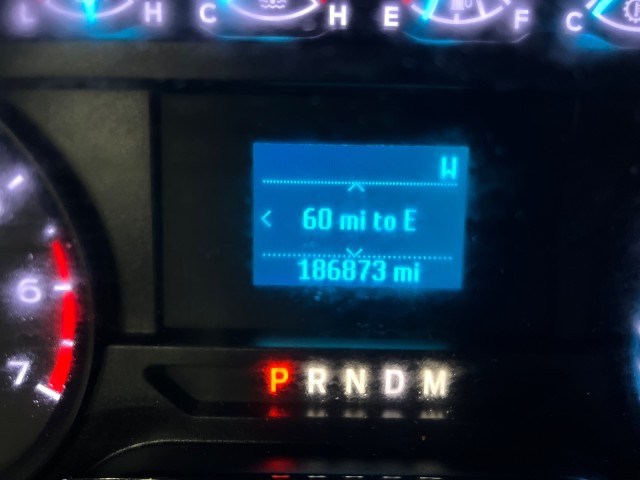 L H C H E F C
W
60 mi to E
186873 mi
6
7
P R N D M